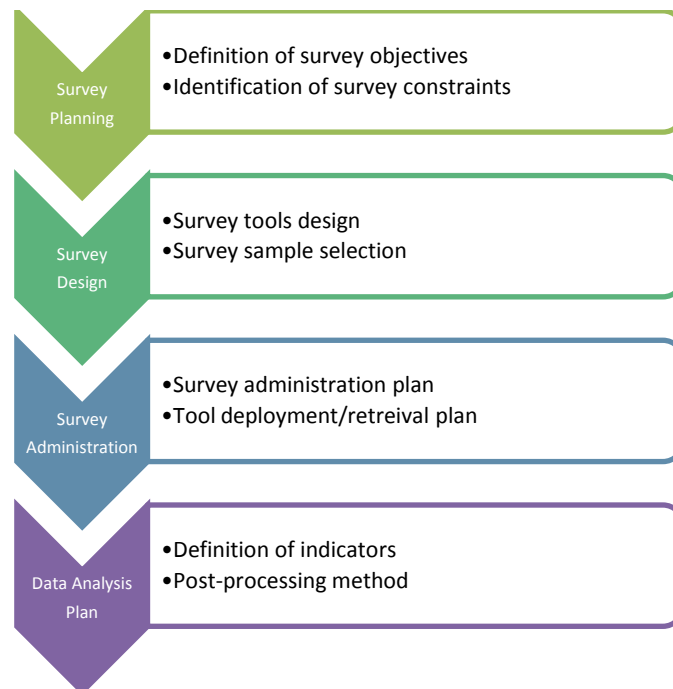 Survey
Planning
•Definition of survey objectives
•Identification of survey constraints
Survey
Design
•Survey tools design
•Survey sample selection
Survey
Administration
•Survey administration plan
•Tool deployment/retreival plan
Data Analysis
Plan
•Definition of indicators
•Post-processing method